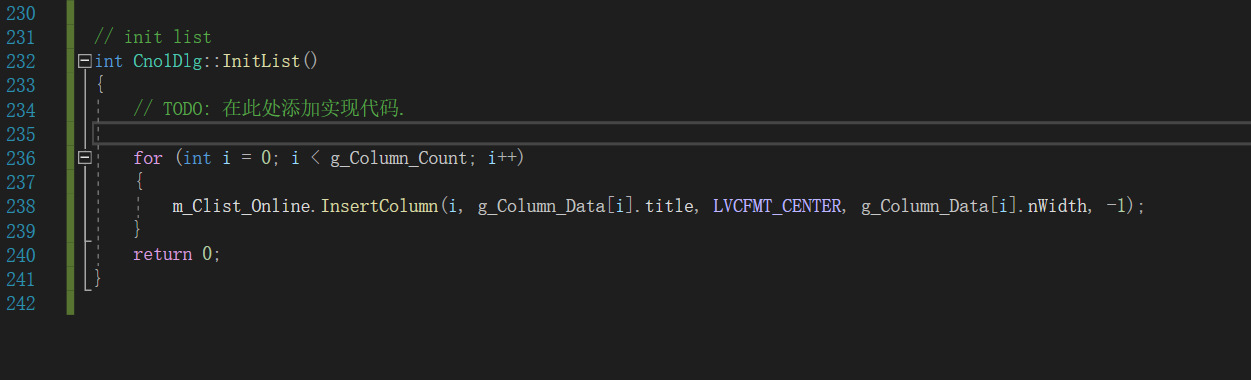 230
231 // init list
232 int CnolDlg::InitList()
233 {
234 // TODO: 在此处添加实现代码.
235
236 for (int i = 0; i < g_Column_Count; i++)
237 {
238 m_Clist_Online.InsertColumn(i, g_Column_Data[i].title, LVCFMT_CENTER, g_Column_Data[i].nWidth, -1);
239 }
240 return 0;
241 }
242